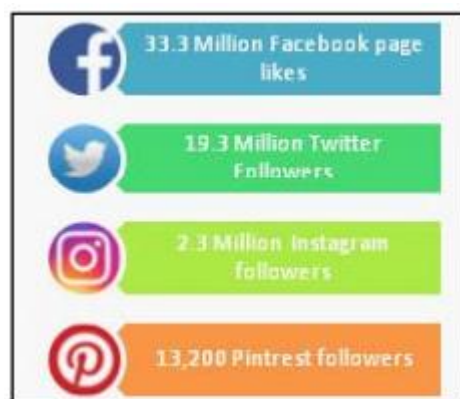 33.3 Million Facebook page
likes
19.3 Million Twitter
Followers
2.3 Million Instagram
followers
13,200 Pintrest followers